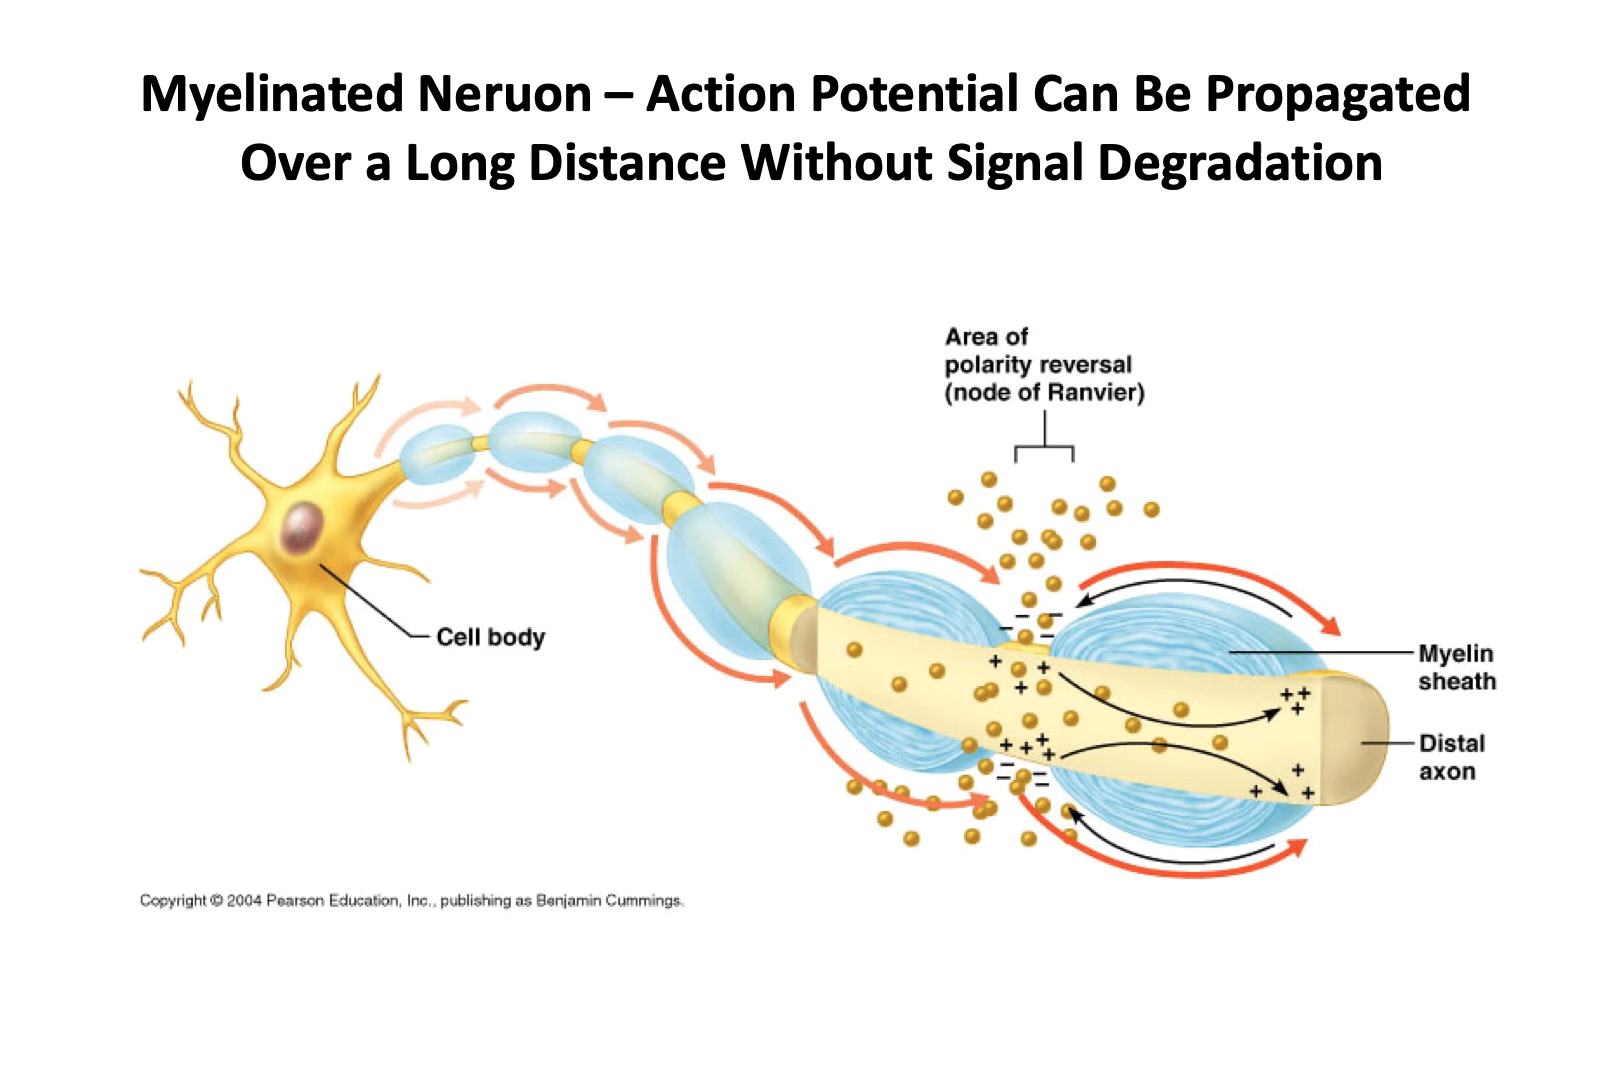 Myelinated Neruon – Action Potential Can Be Propagated
Over a Long Distance Without Signal Degradation
Area of
polarity reversal
(node of Ranvier)
Cell body
Myelin
sheath
Distal
axon
Copyright © 2004 Pearson Education, Inc., publishing as Benjamin Cummings.